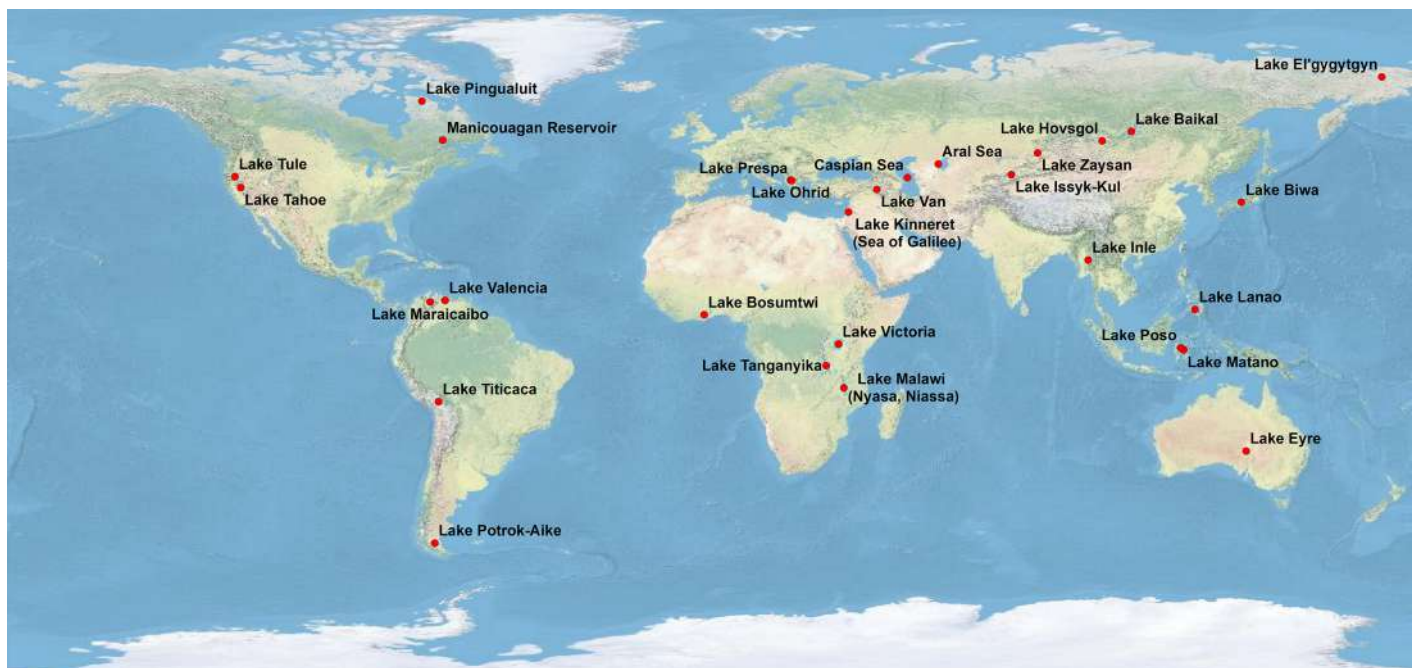 Lake El'gygytgyn
Lake Pingualuit
Manicouagan Reservoir
Lake Baikal
Lake Hovsgol
Aral Sea
Lake Zaysan
Lake Tule
Lake Prespa
Caspian Sea
Lake Issyk-Kul
Lake Ohrid
Lake Biwa
Lake Tahoe
Lake Van
Lake Kinneret
(Sea of Galilee)
Lake Inle
Lake Valencia
Lake Maraicaibo
Lake Bosumtwi
Lake Lanao
Lake Victoria
Lake Poso
Lake Matano
Lake Tanganyika
Lake Malawi
(Nyasa, Niassa)
Lake Titicaca
Lake Eyre
Lake Potrok-Aike